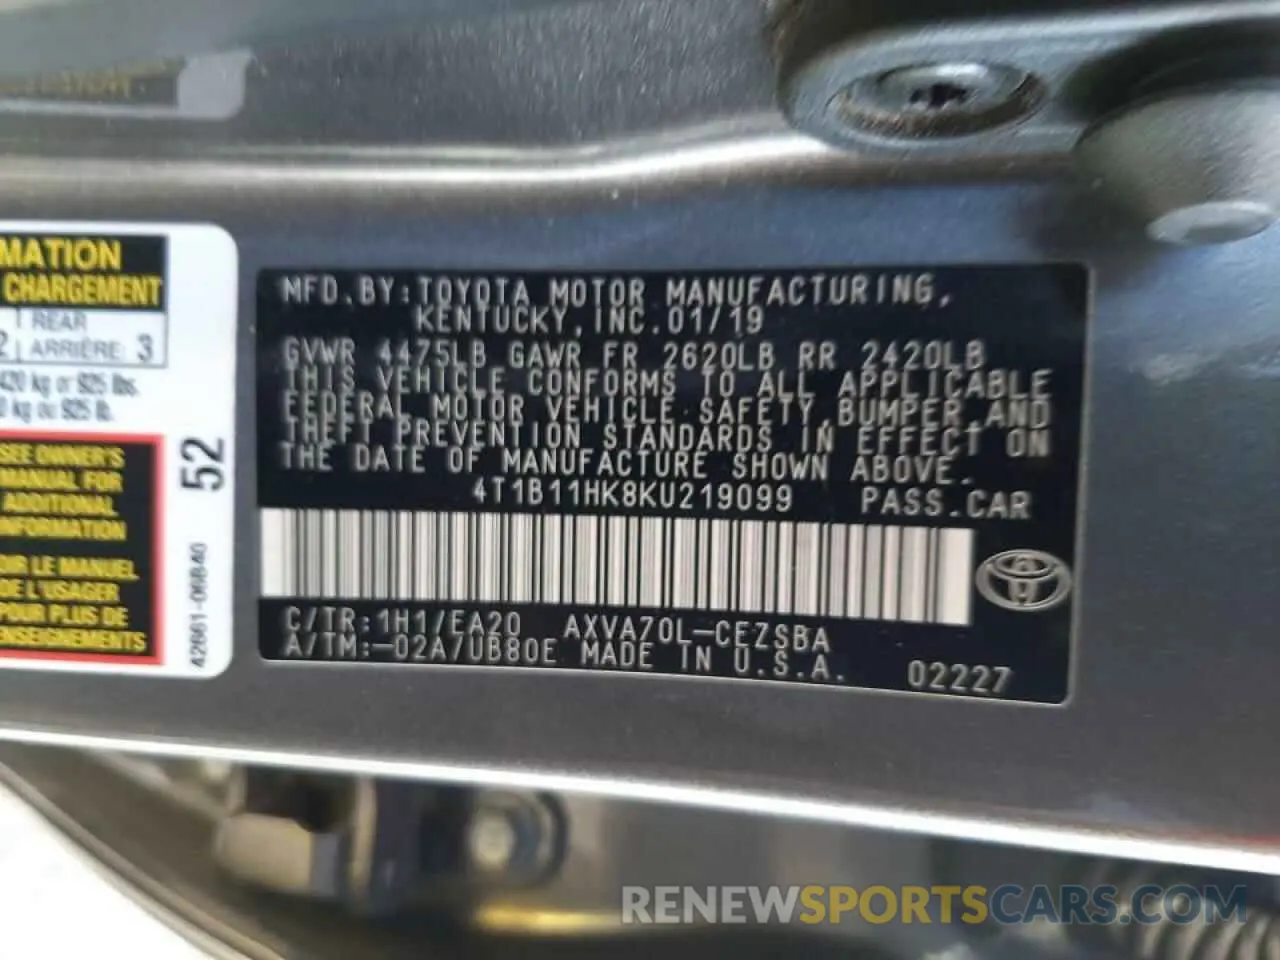 MATION
CHARGEMENT
REAR
ARRIÈRE 3
420 kg or 925 lbs.
kg ou 925 lb.
SEE OWNER'S
MANUAL FOR
ADDITIONAL
INFORMATION
LE MANUEL
DE L'USAGER
POUR PLUS DE
ENSEIGNEMENTS
52
42661-06B40
MFD.BY:TOYOTA MOTOR MANUFACTURING,
KENTUCKY,INC.01/19
GVWR 4475LB GAWR FR 2620LB RR 2420LB
THIS VEHICLE CONFORMS TO ALL APPLICABLE
FEDERAL MOTOR VEHICLE SAFETY,BUMPER,AND
THEFT PREVENTION STANDARDS IN EFFECT ON
THE DATE OF MANUFACTURE SHOWN ABOVE.
4T1B11HK8KU219099 PASS.CAR
C/TR:1H1/EA20 AXVA70L-CEZSBA
A/TM:-02A/UB80E MADE IN U.S.A. 02227
RENEWSPORTSCARS.COM